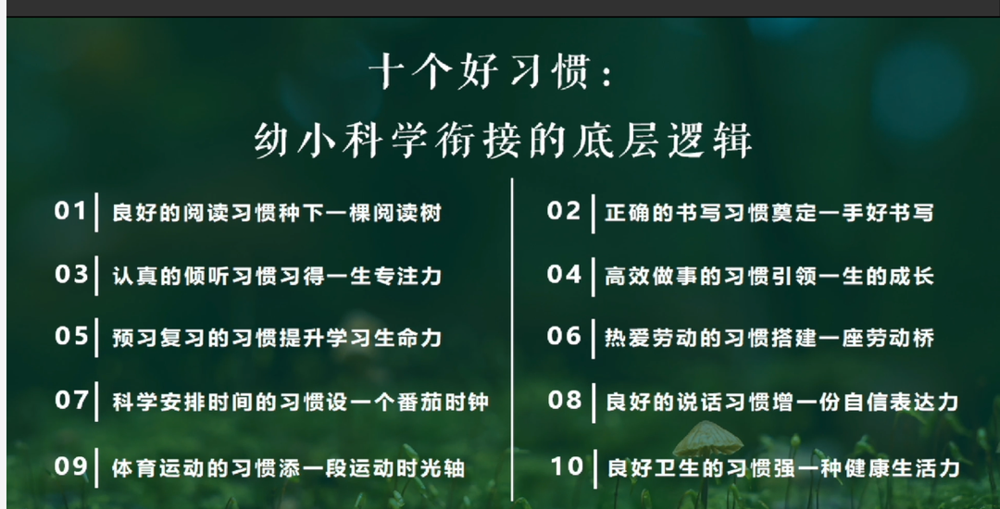 十个好习惯：
幼小科学衔接的底层逻辑
01 良好的阅读习惯种下一棵阅读树
02 正确的书写习惯奠定一手好书写
03 认真的倾听习惯习得一生专注力
04 高效做事的习惯引领一生的成长
05 预习复习的习惯提升学习生命力
06 热爱劳动的习惯搭建一座劳动桥
07 科学安排时间的习惯设一个番茄时钟
08 良好的说话习惯增一份自信表达力
09 体育运动的习惯添一段运动时光轴
10 良好卫生的习惯强一种健康生活力